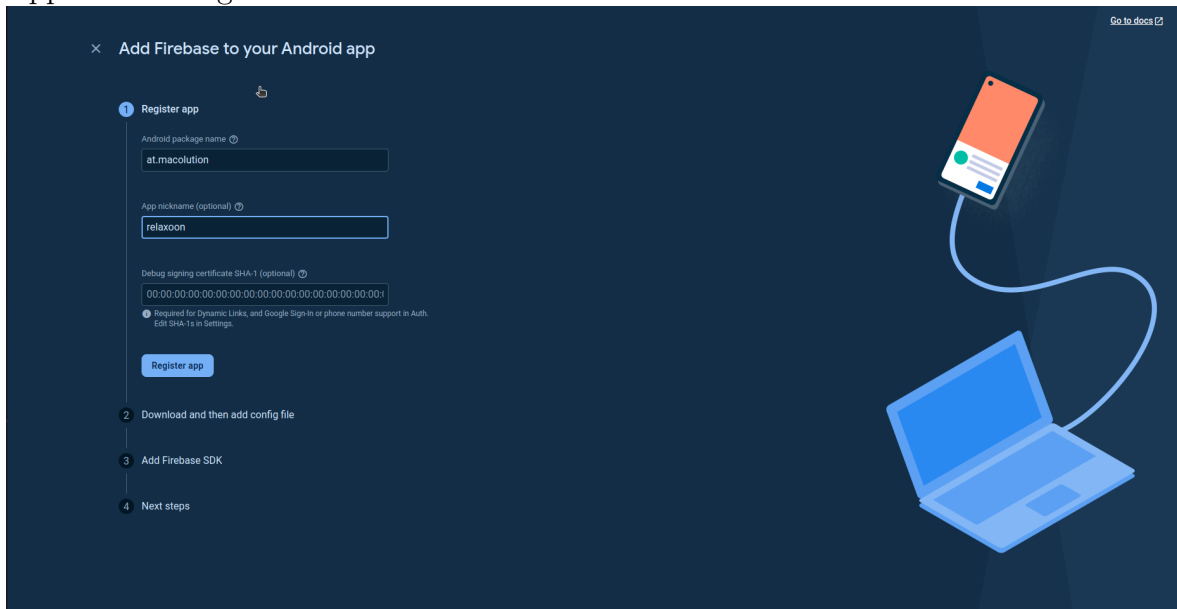 Go to docs
Add Firebase to your Android app
1 Register app
Android package name
at.macolution
App nickname (optional)
relaxoon
Debug signing certificate SHA-1 (optional)
00:00:00:00:00:00:00:00:00:00:00:00:00:00:00:00:00:
Required for Dynamic Links, and Google Sign-In or phone number support in Auth.
Edit SHA-1s in Settings.
Register app
2 Download and then add config file
3 Add Firebase SDK
4 Next steps